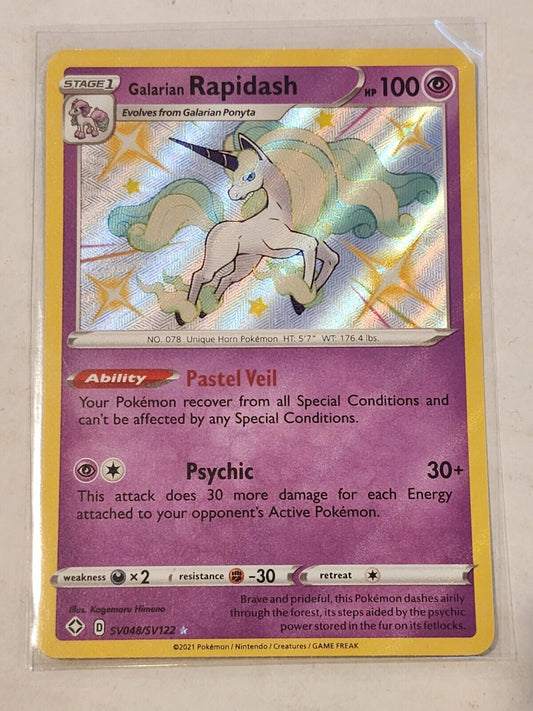 STAGE 1
Galarian Rapidash HP 100
Evolves from Galarian Ponyta
NO. 078 Unique Horn Pokémon HT: 5'7" WT: 176.4 lbs.
Ability Pastel Veil
Your Pokémon recover from all Special Conditions and
can't be affected by any Special Conditions.
Psychic 30+
This attack does 30 more damage for each Energy
attached to your opponent's Active Pokémon.
weakness ×2 resistance -30 retreat
Illus. Kagemaru Himeno
Brave and prideful, this Pokémon dashes airily
through the forest, its steps aided by the psychic
power stored in the fur on its fetlocks.
D SV048/SV122
©2021 Pokémon / Nintendo / Creatures / GAME FREAK